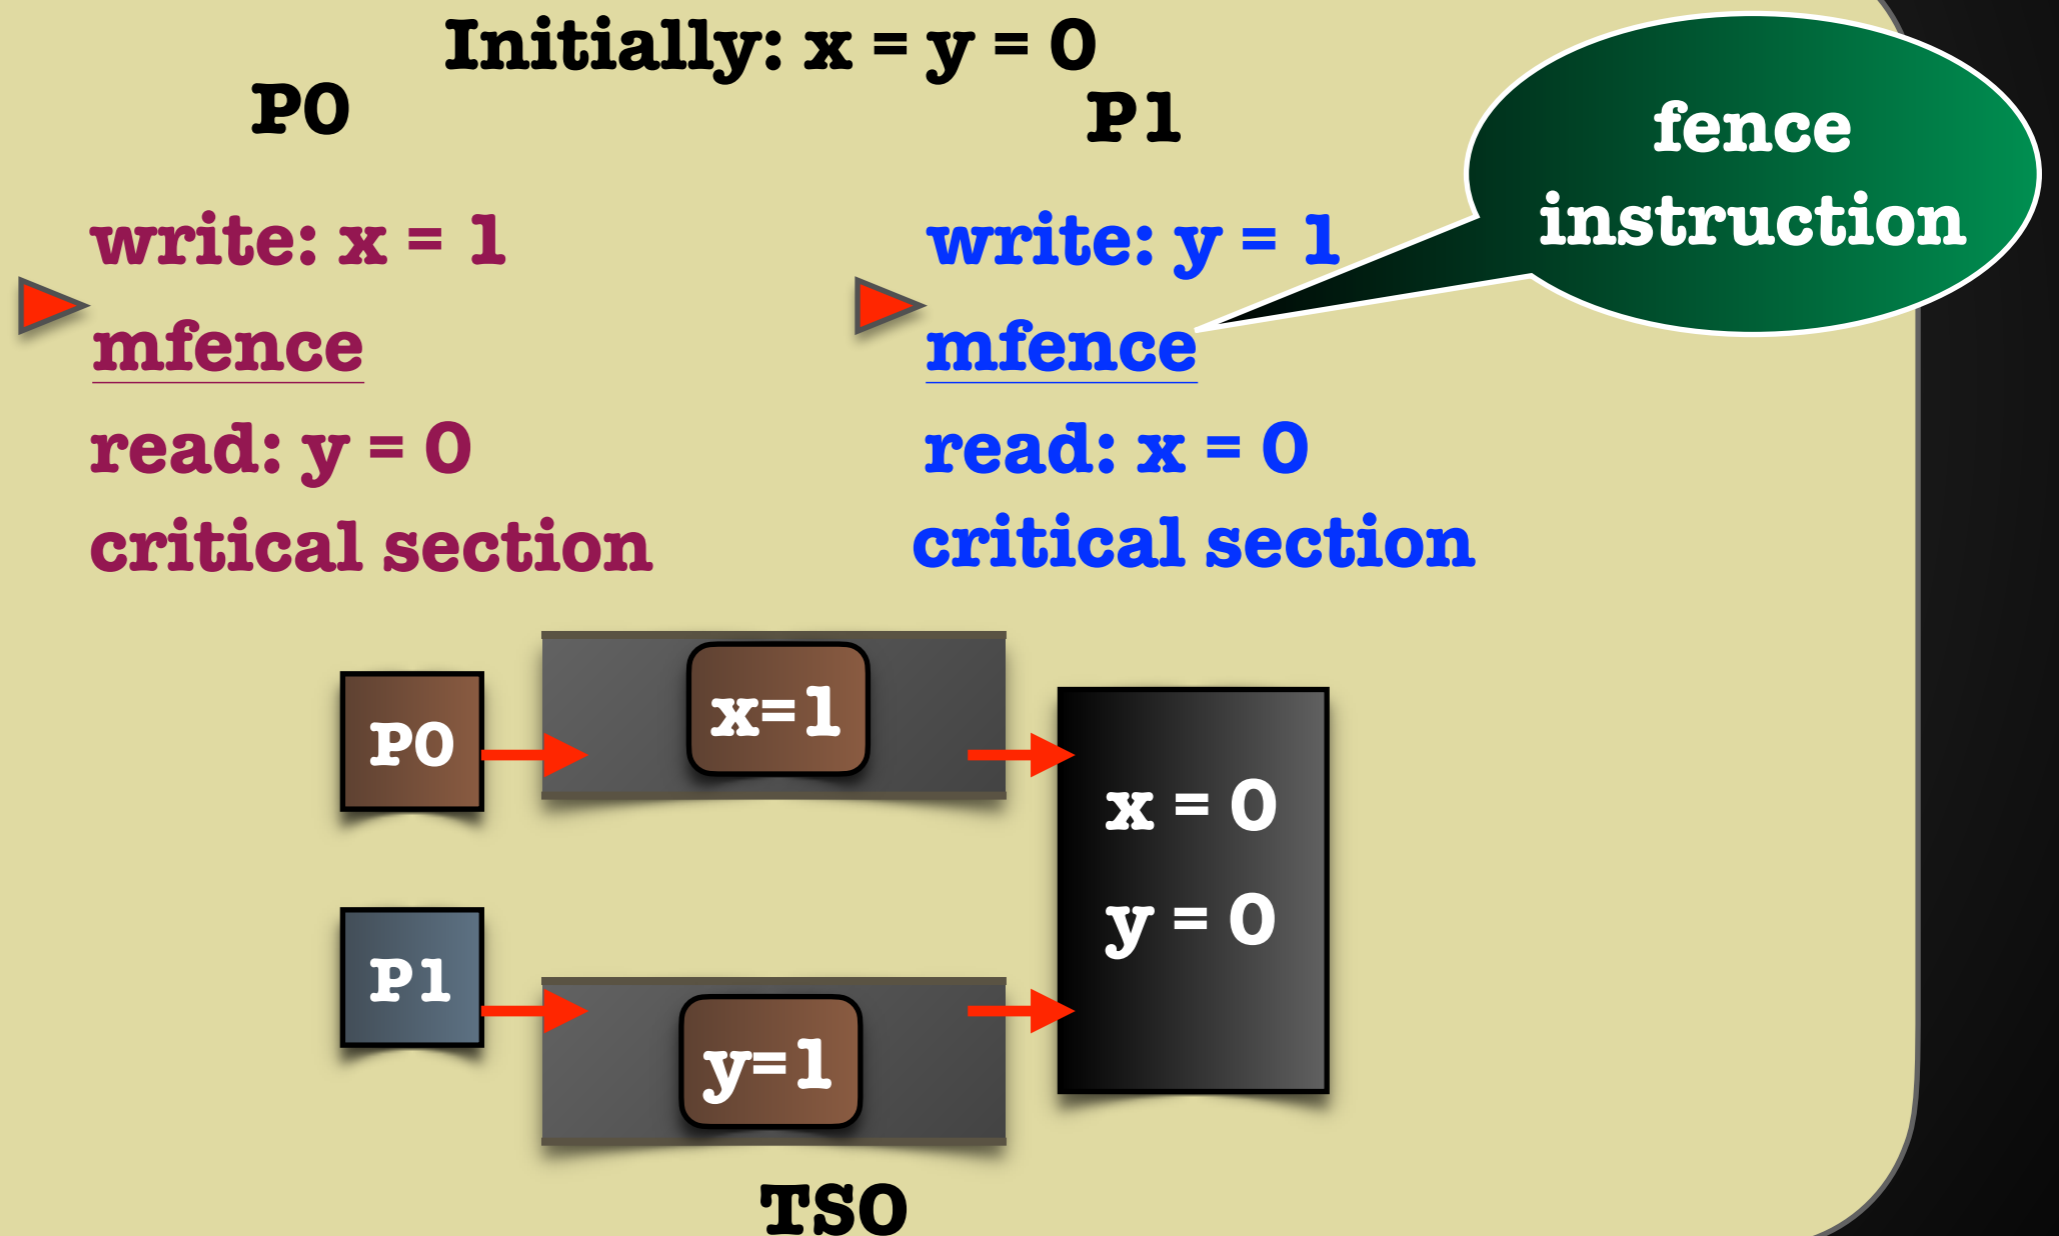 Initially: x = y = 0
P0
P1
fence
instruction
write: x = 1
write: y = 1
mfence
mfence
read: y = 0
read: x = 0
critical section
critical section
P0
x=1
x = 0
y = 0
P1
y=1
TSO